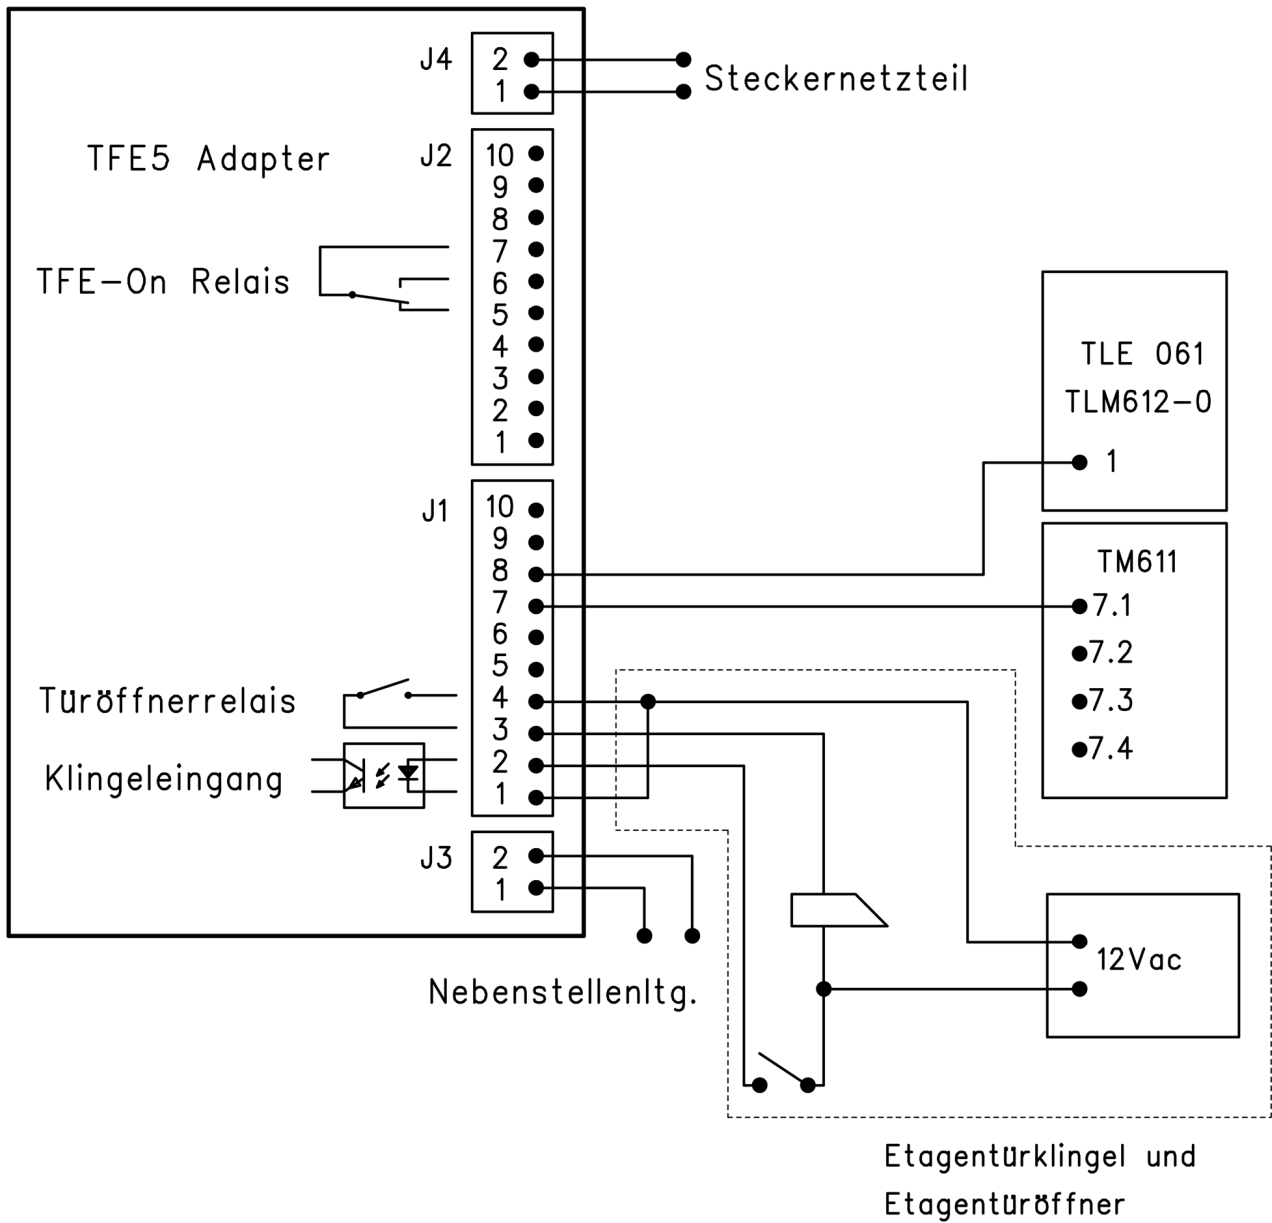 J4
2
1
Steckernetzteil
TFE5 Adapter
J2
10
9
8
7
6
5
4
3
2
1
TFE-On Relais
TLE 061
TLM612-0
1
J1
10
9
8
7
6
5
4
3
2
1
TM611
7.1
7.2
7.3
7.4
Türöffnerrelais
Klingeleingang
J3
2
1
Nebenstellenltg.
12Vac
Etagentürklingel und
Etagentüröffner